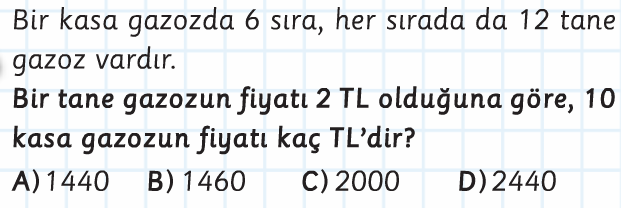 Bir kasa gazozda 6 sıra, her sırada da 12 tane
gazoz vardır.
Bir tane gazozun fiyatı 2 TL olduğuna göre, 10
kasa gazozun fiyatı kaç TL'dir?
A) 1440 B) 1460 C) 2000 D) 2440